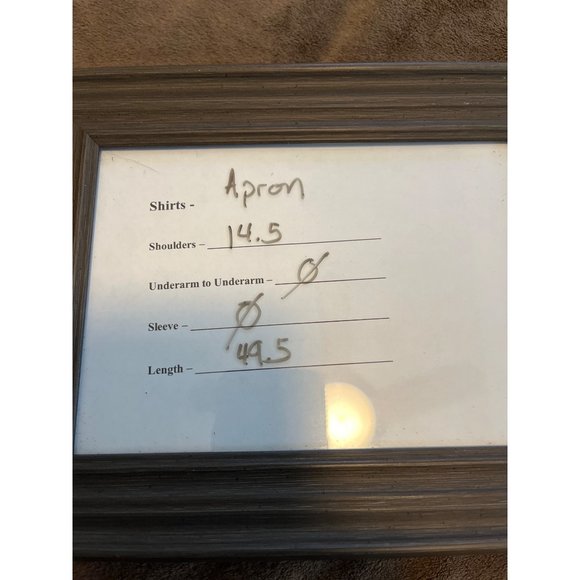 Shirts - Apron
Shoulders – 14.5
Underarm to Underarm – Ø
Sleeve – Ø
Length – 49.5